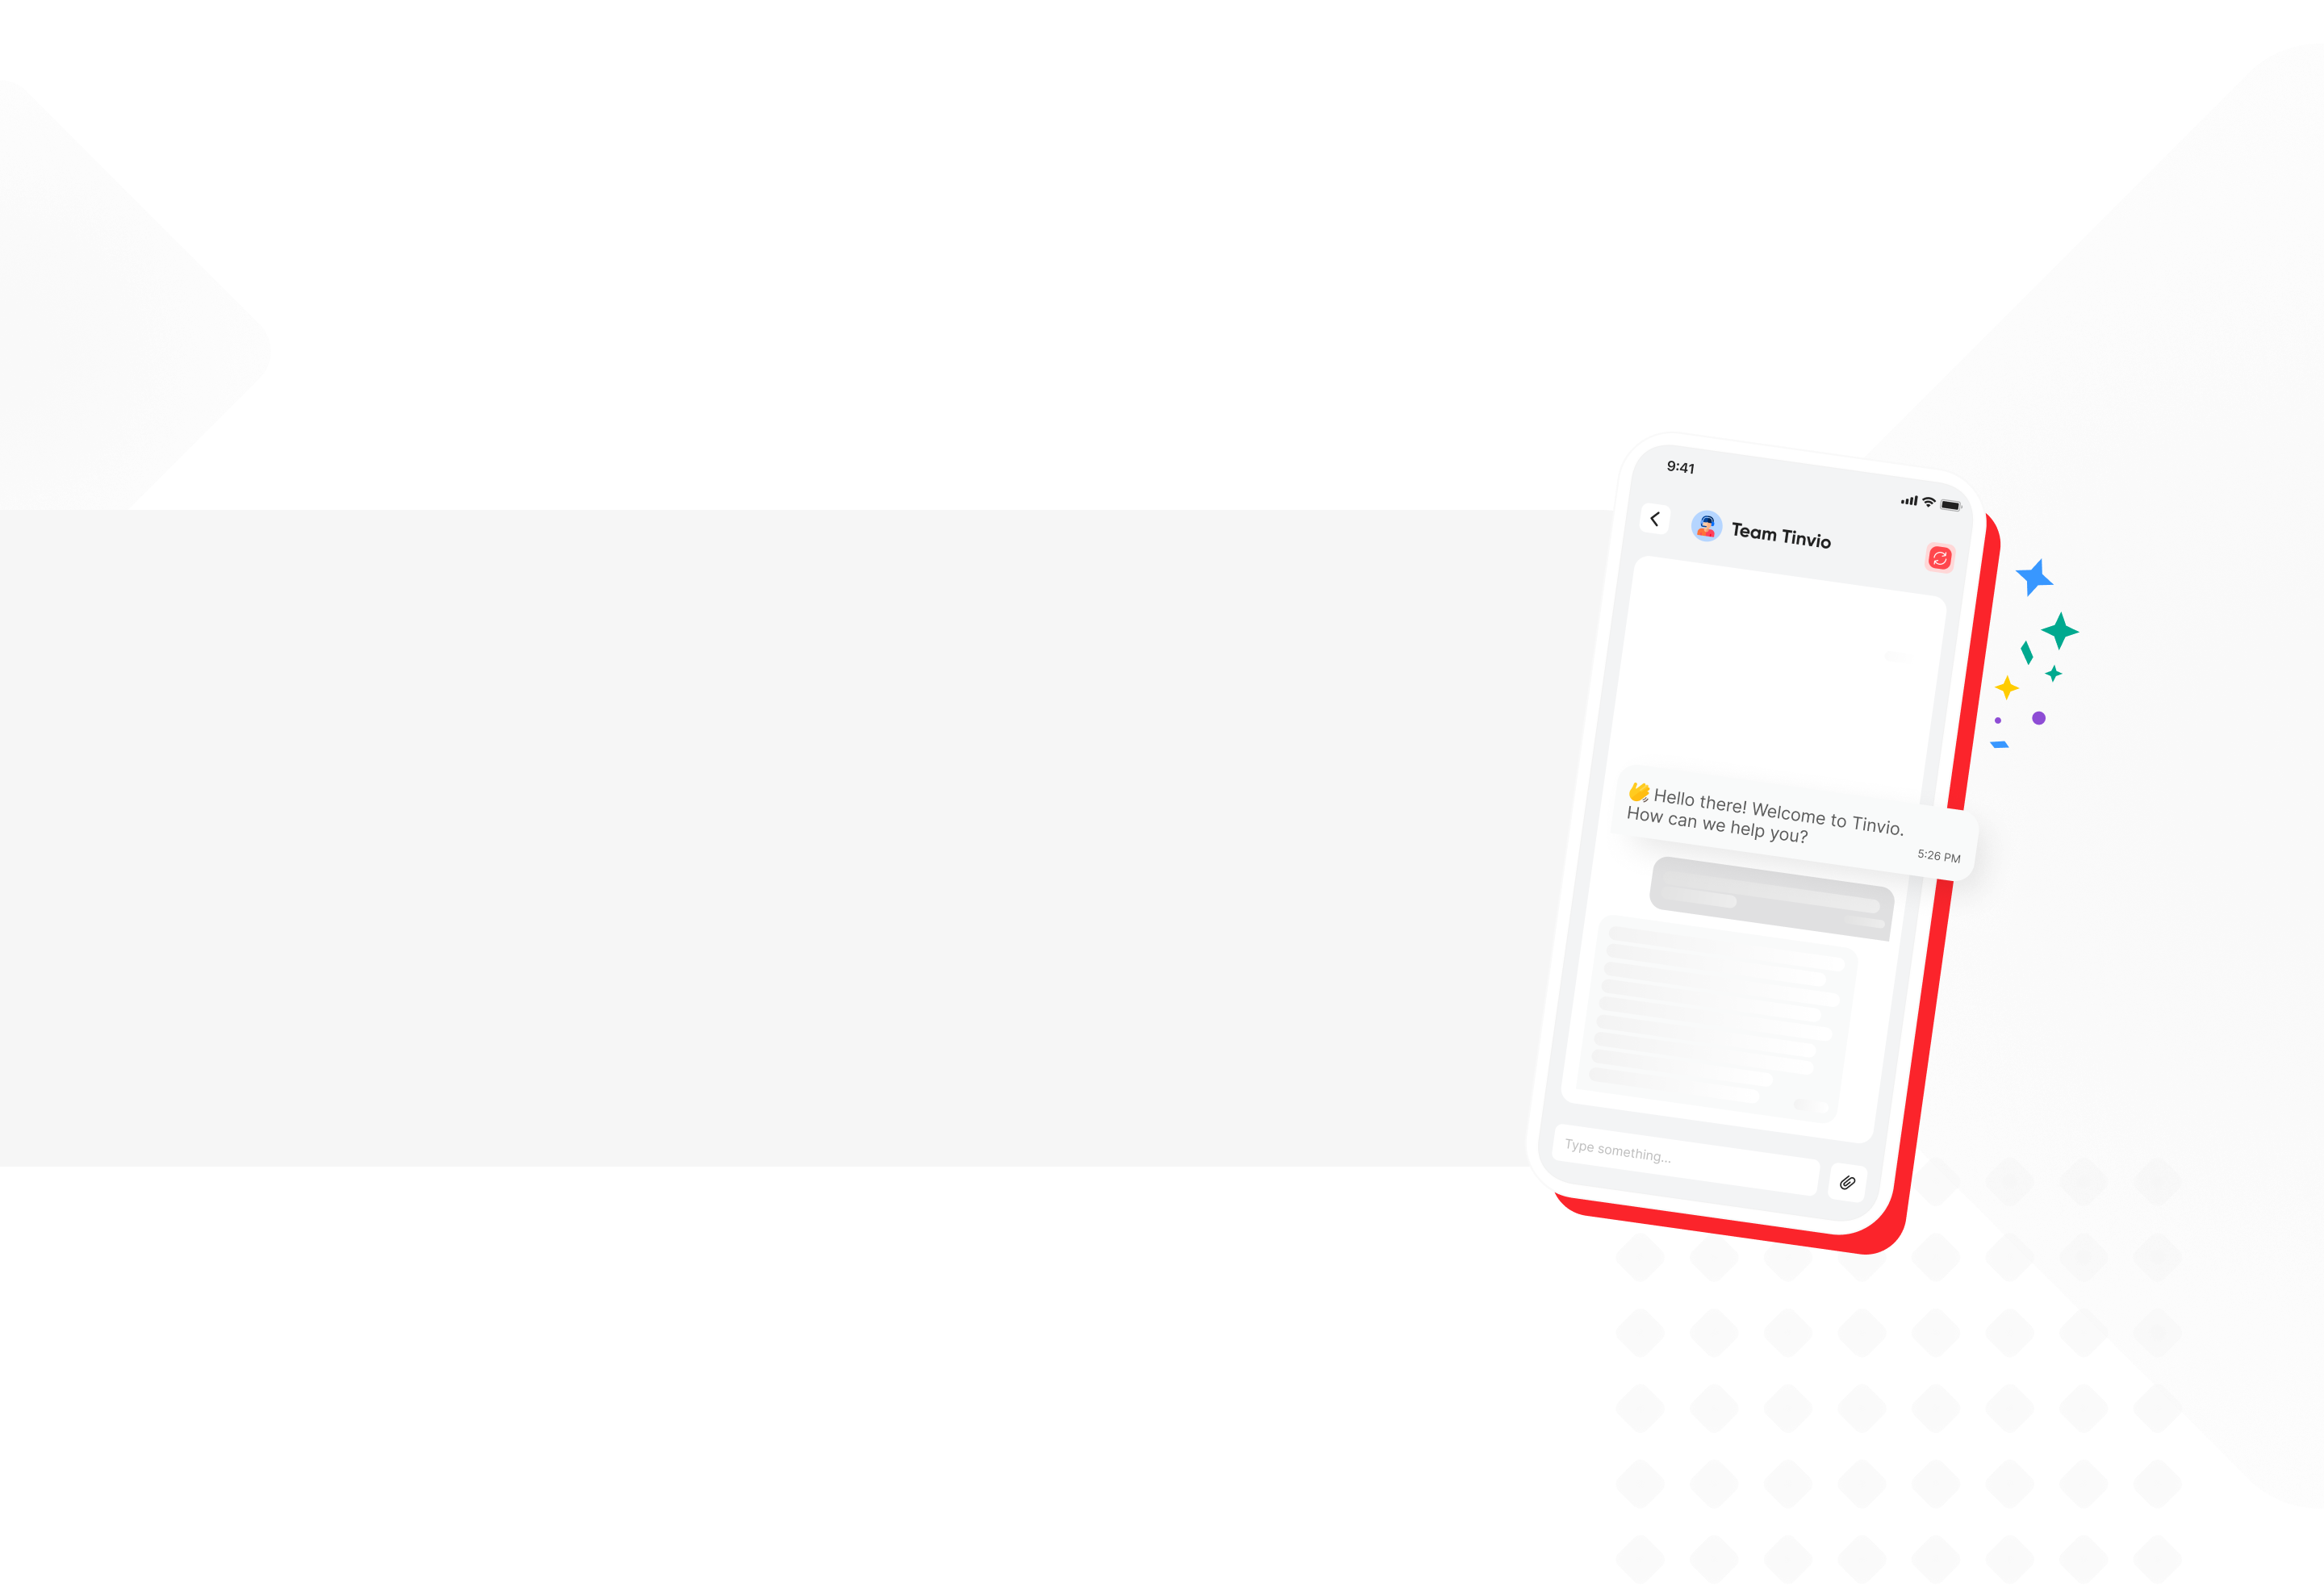 9:41
Team Tinvio
👋 Hello there! Welcome to Tinvio.
How can we help you?
5:26 PM
Type something...